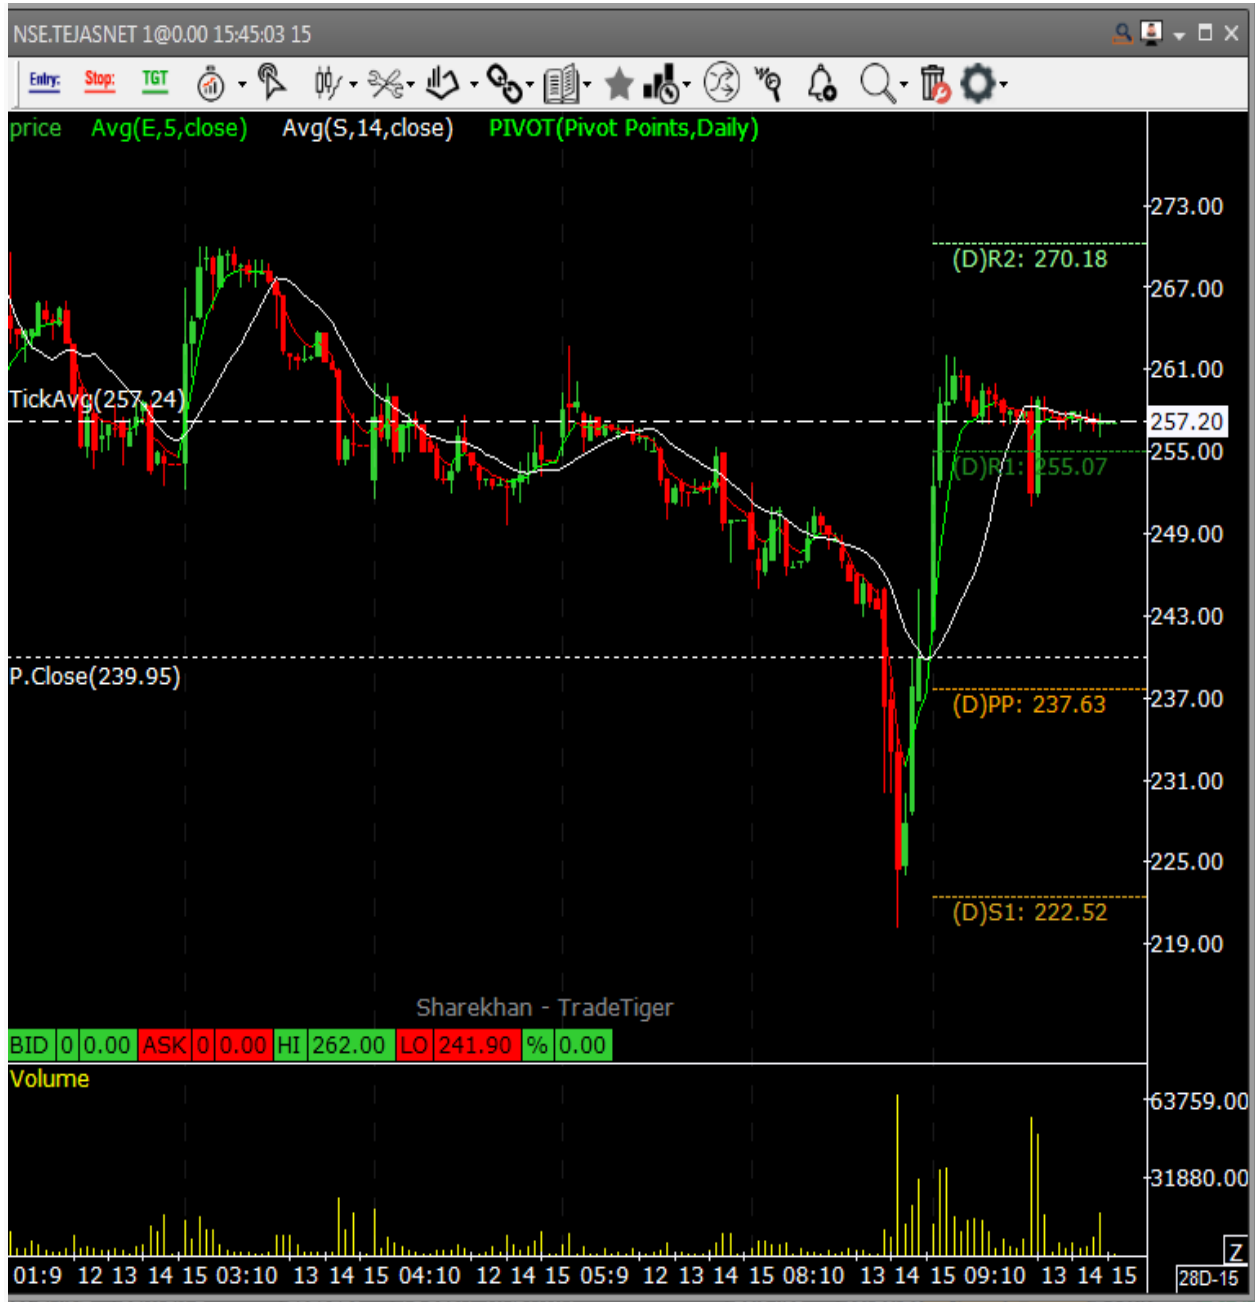 NSE.TEJASNET 1@0.00 15:45:03 15
Entry: Stop: TGT
price Avg(E,5,close) Avg(S,14,close) PIVOT(Pivot Points,Daily)
273.00
(D)R2: 270.18
267.00
261.00
TickAvg(257.24)
257.20
255.00
(D)R1: 255.07
249.00
243.00
P.Close(239.95)
237.00
(D)PP: 237.63
231.00
225.00
(D)S1: 222.52
219.00
Sharekhan - TradeTiger
BID 0 0.00 ASK 0 0.00 HI 262.00 LO 241.90 % 0.00
Volume
63759.00
31880.00
Z
01:9 12 13 14 15 03:10 13 14 15 04:10 12 14 15 05:9 12 13 14 15 08:10 13 14 15 09:10 13 14 15
28D-15